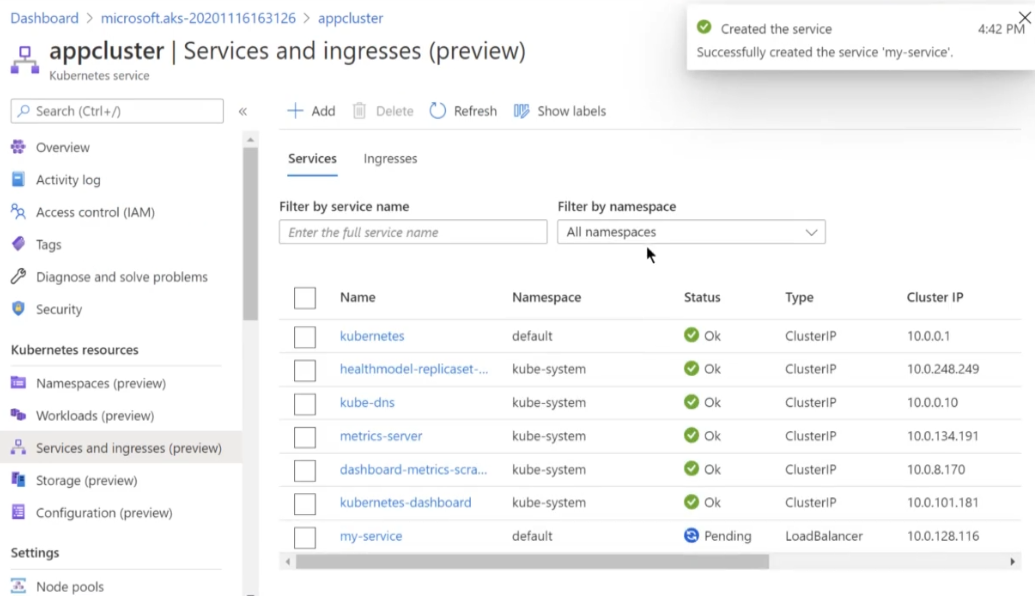 Dashboard > microsoft.aks-20201116163126 > appcluster
appcluster | Services and ingresses (preview)
Kubernetes service
Created the service 4:42 PM
Successfully created the service 'my-service'.
Search (Ctrl+/)
Overview
Activity log
Access control (IAM)
Tags
Diagnose and solve problems
Security
Kubernetes resources
Namespaces (preview)
Workloads (preview)
Services and ingresses (preview)
Storage (preview)
Configuration (preview)
Settings
Node pools
Add Delete Refresh Show labels
Services Ingresses
Filter by service name Filter by namespace
Enter the full service name All namespaces
Name Namespace Status Type Cluster IP
kubernetes default Ok ClusterIP 10.0.0.1
healthmodel-replicaset-... kube-system Ok ClusterIP 10.0.248.249
kube-dns kube-system Ok ClusterIP 10.0.0.10
metrics-server kube-system Ok ClusterIP 10.0.134.191
dashboard-metrics-scra... kube-system Ok ClusterIP 10.0.8.170
kubernetes-dashboard kube-system Ok ClusterIP 10.0.101.181
my-service default Pending LoadBalancer 10.0.128.116